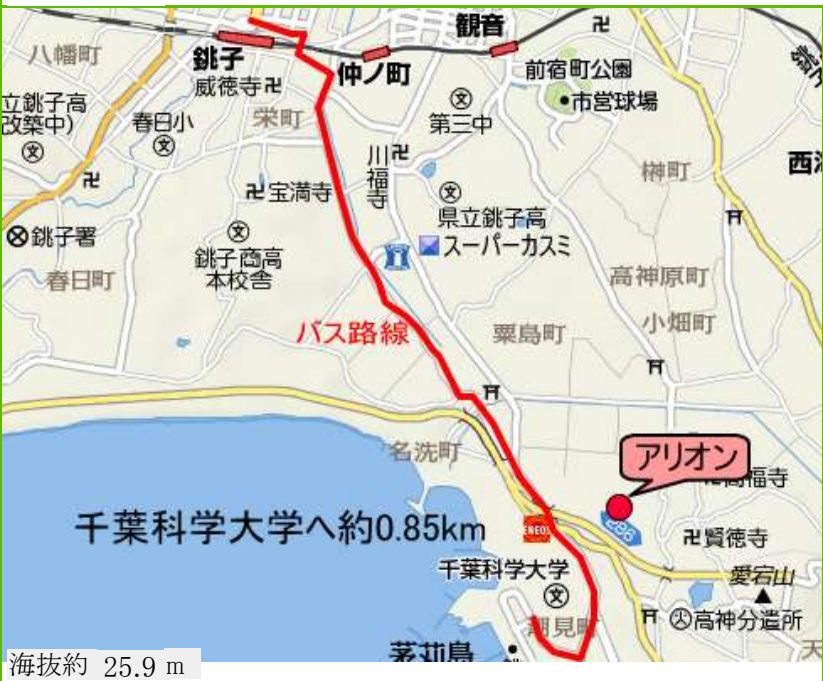 観音
八幡町
銚子
仲ノ町
前宿町公園
威徳寺
市営球場
立銚子高
改築中)
春日小
栄町
第三中
川福寺
榊町
宝満寺
県立銚子高
銚子署
スーパーカスミ
銚子商高
本校舎
春日町
高神原町
小畑町
バス路線
粟島町
名洗町
アリオン
高福寺
286
千葉科学大学へ約0.85km
ENEOS
賢徳寺
千葉科学大学
愛宕山
潮見町
高神分遣所
海抜約 25.9 m